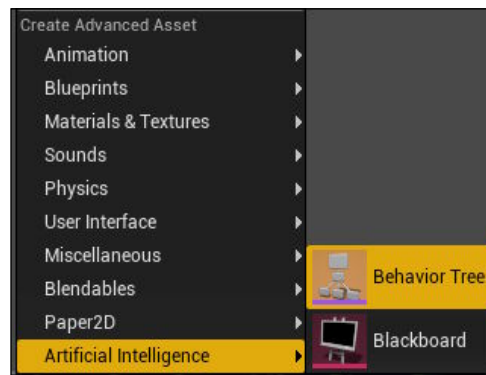 Create Advanced Asset
Animation
Blueprints
Materials & Textures
Sounds
Physics
User Interface
Miscellaneous
Blendables
Paper2D
Artificial Intelligence
Behavior Tree
Blackboard